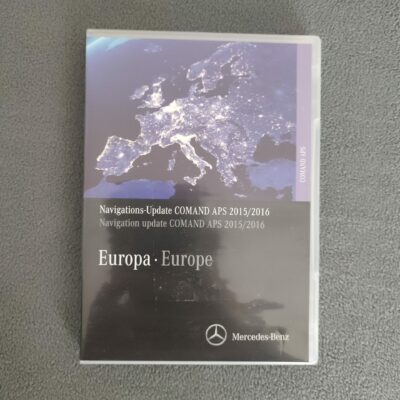 COMAND APS
Navigations-Update COMAND APS 2015/2016
Navigation update COMAND APS 2015/2016
Europa · Europe
Mercedes-Benz